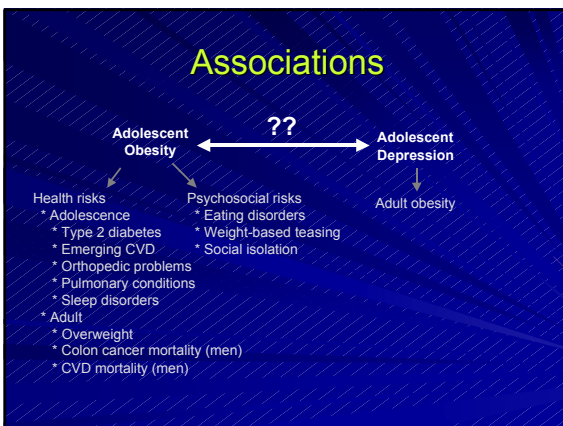 Associations
??
Adolescent
Obesity
Adolescent
Depression
Health risks
* Adolescence
* Type 2 diabetes
* Emerging CVD
* Orthopedic problems
* Pulmonary conditions
* Sleep disorders
* Adult
* Overweight
* Colon cancer mortality (men)
* CVD mortality (men)
Psychosocial risks
* Eating disorders
* Weight-based teasing
* Social isolation
Adult obesity